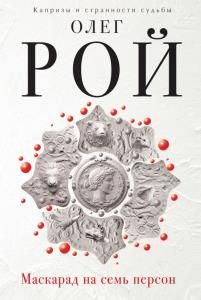 Капризы и странности судьбы
ОЛЕГ
РОЙ
Маскарад на семь персон